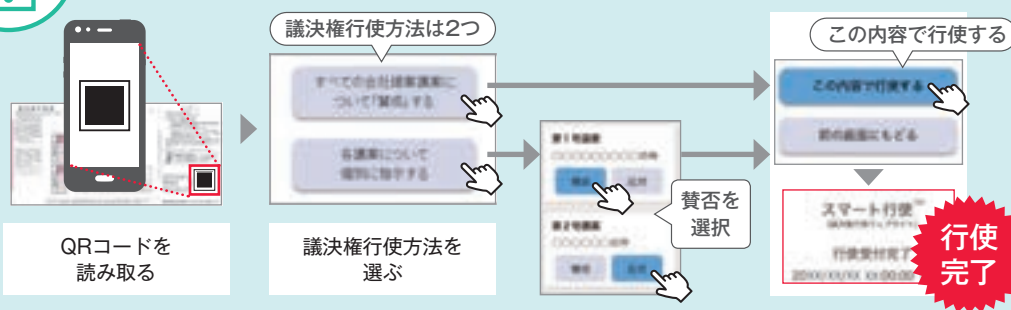 議決権行使方法は2つ
すべての会社提案議案に
ついて「賛成」する
各議案について
個別に指示する
QRコードを
読み取る
議決権行使方法を
選ぶ
第1号議案
賛成
第2号議案
賛否を
選択
この内容で行使する
この内容で行使する
前の画面にもどる
スマート行使
行使受付完了
行使
完了